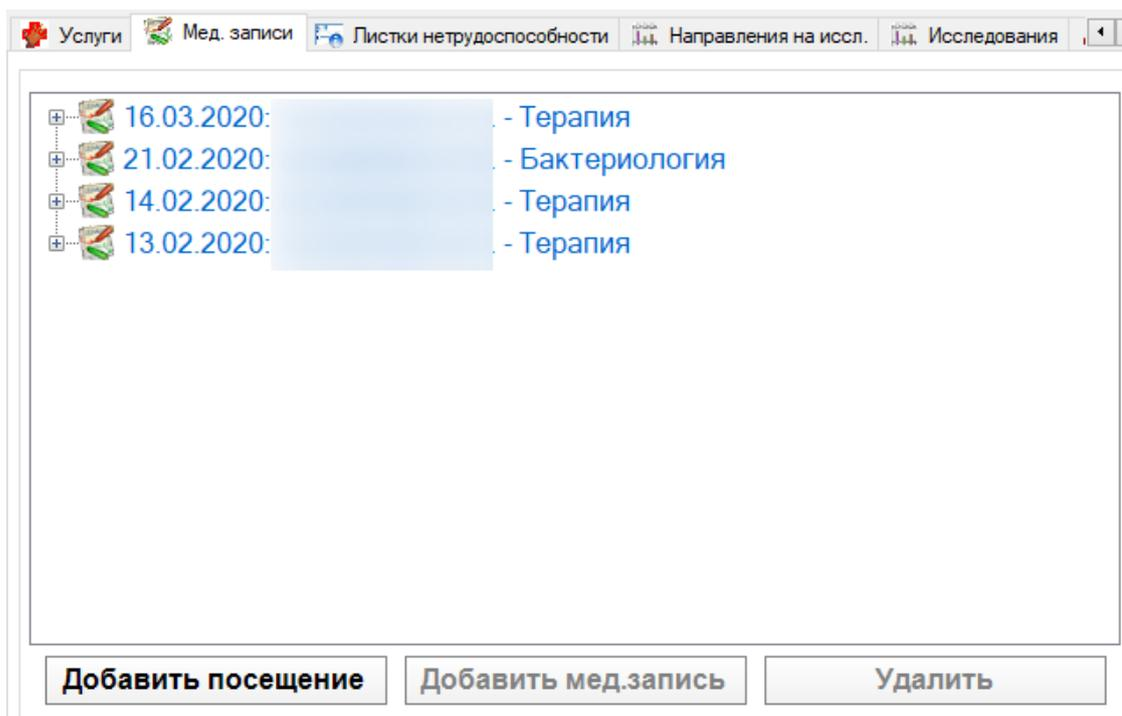 Услуги Мед. записи Листки нетрудоспособности Направления на иссл. Исследования
16.03.2020: . - Терапия
21.02.2020: . - Бактериология
14.02.2020: . - Терапия
13.02.2020: . - Терапия
Добавить посещение Добавить мед.запись Удалить